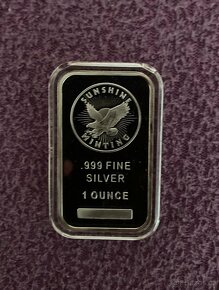 SUNSHINE
MINTING
.999 FINE
SILVER
1 OUNCE